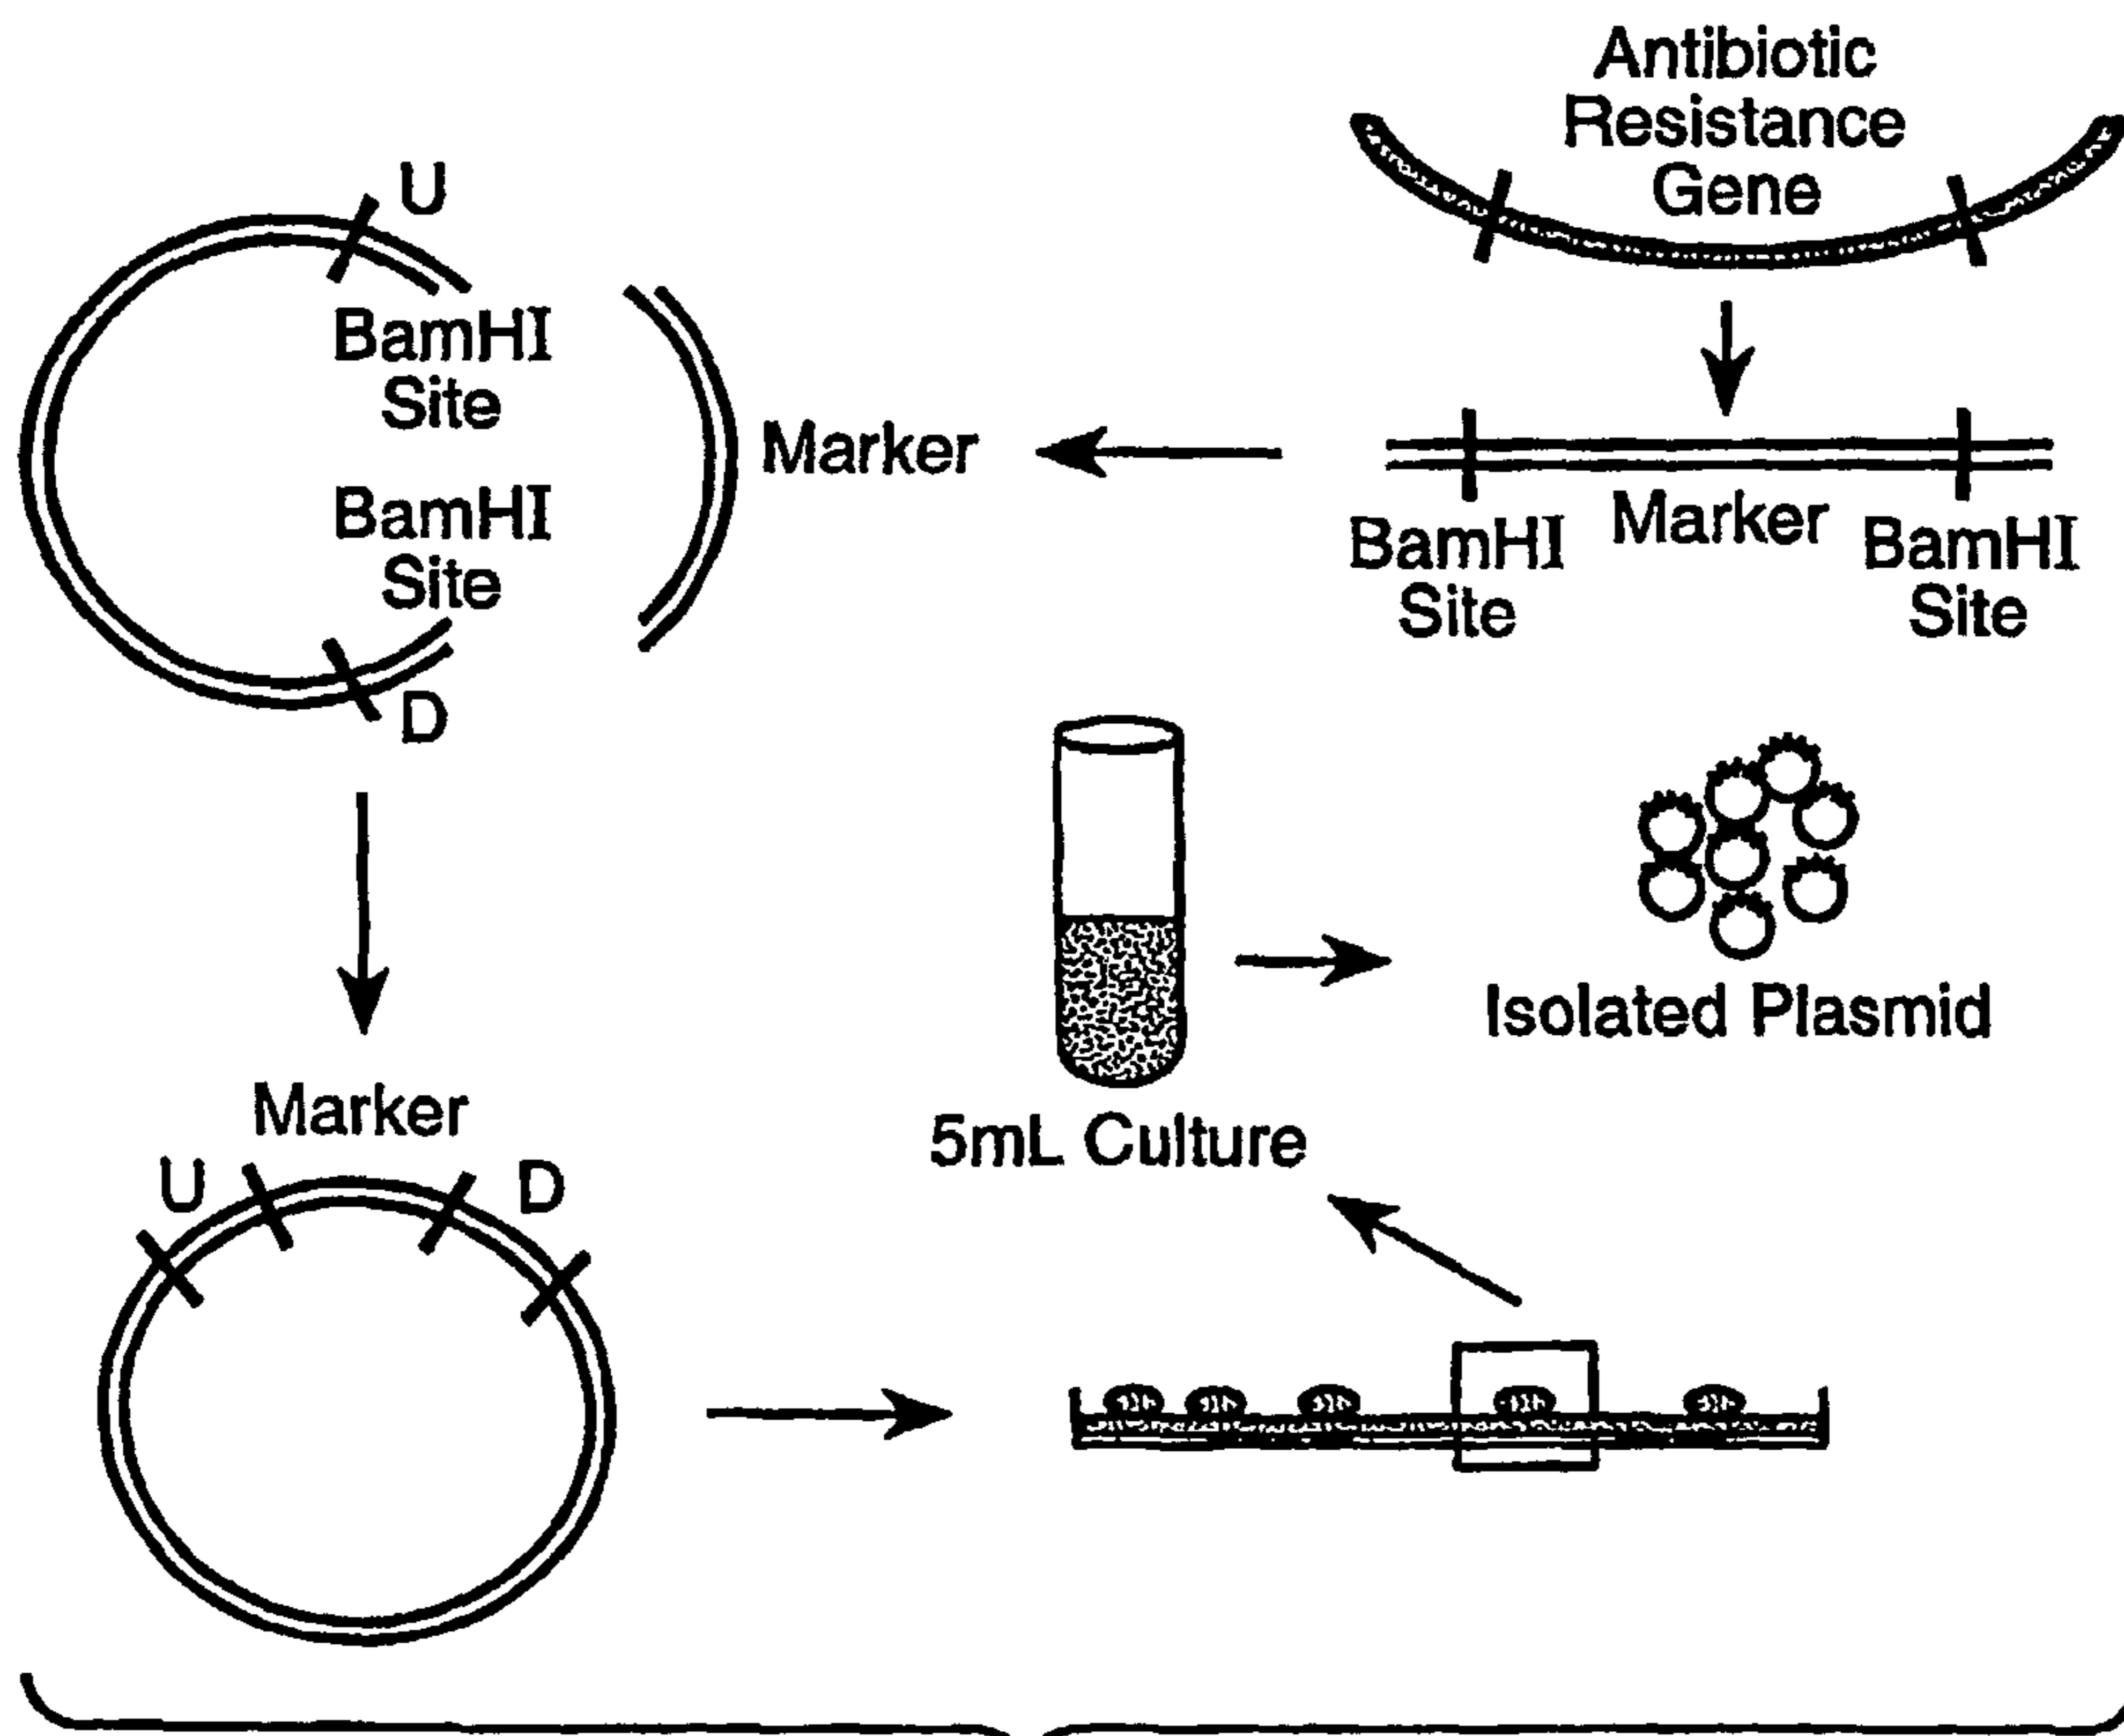 Antibiotic
Resistance
Gene
U
BamHI
Site
BamHI
Site
D
Marker
Marker
BamHI
Site
BamHI
Site
5mL Culture
Isolated Plasmid
Marker
U
D